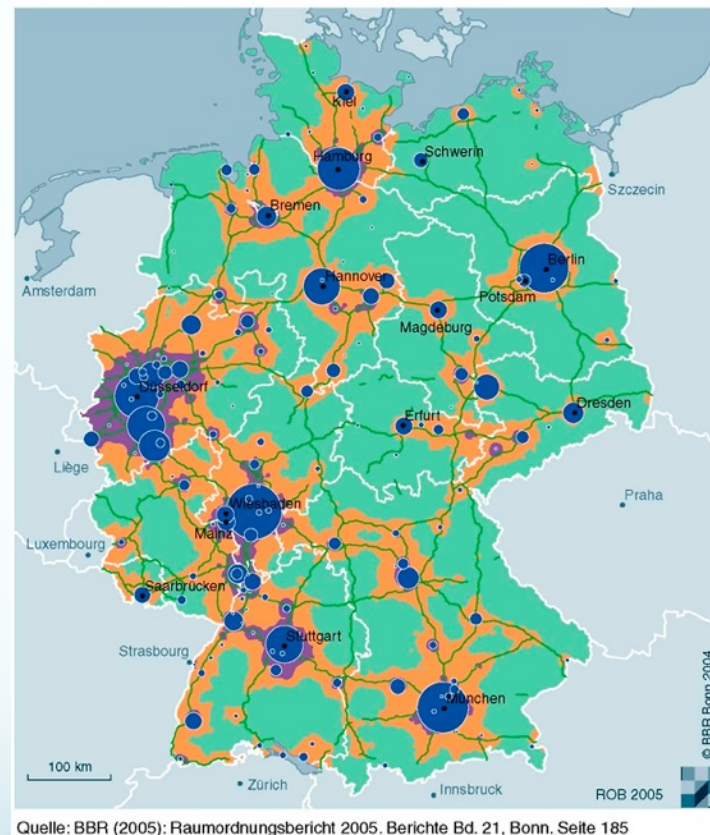 Kiel
Hamburg
Schwerin
Szczecin
Bremen
Berlin
Amsterdam
Hannover
Potsdam
Magdeburg
Düsseldorf
Erfurt
Dresden
Liège
Praha
Wiesbaden
Mainz
Luxembourg
Saarbrücken
Stuttgart
Strasbourg
München
© BBR Bonn 2004
100 km
Zürich
Innsbruck
ROB 2005
Quelle: BBR (2005): Raumordnungsbericht 2005. Berichte Bd. 21, Bonn. Seite 185